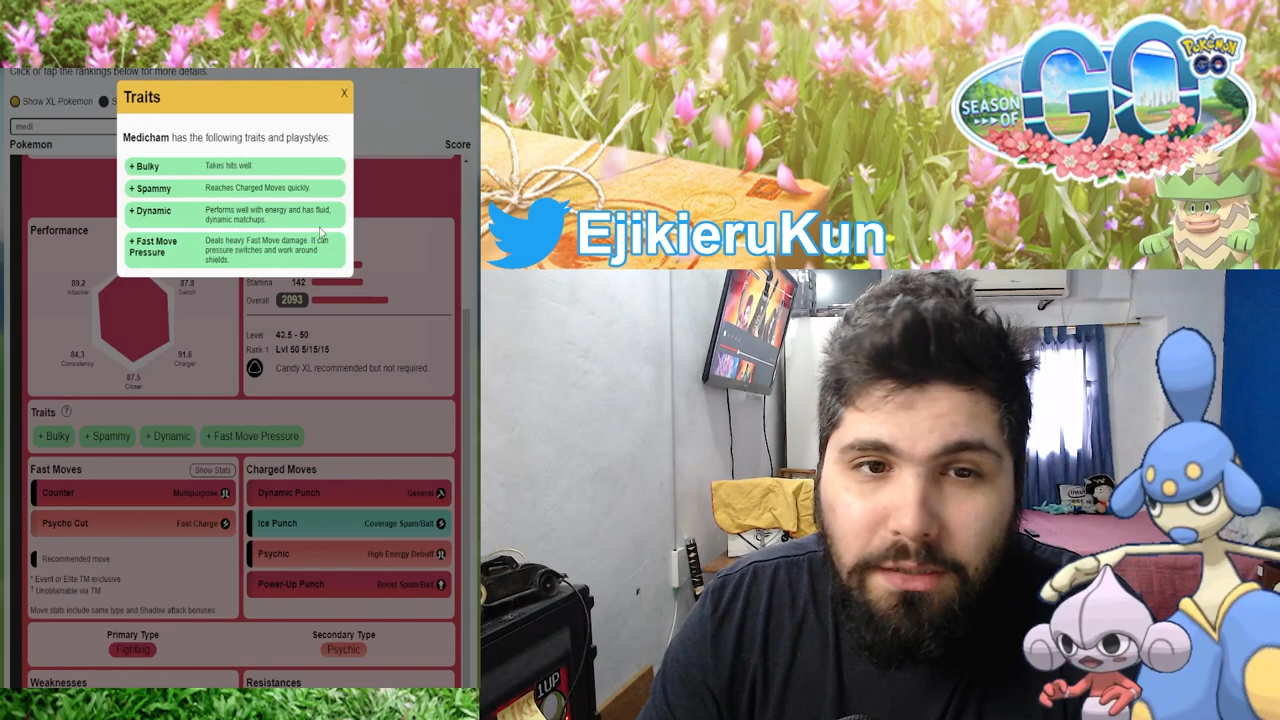 Click or tap the rankings below for more details.
Show XL Pokemon
medi
Pokemon
Score
Traits
X
Medicham has the following traits and playstyles:
+ Bulky Takes hits well.
+ Spammy Reaches Charged Moves quickly.
+ Dynamic Performs well with energy and has fluid,
dynamic matchups.
+ Fast Move Pressure Deals heavy Fast Move damage. It can
pressure switches and work around
shields.
Performance
89.2
Attacker
87.8
Switch
84.3
Consistency
91.6
Charger
87.5
Closer
Stamina 142
Overall 2093
Level 43.5 - 50
Rank 1 Lvl 50 5/15/15
Candy XL recommended but not required.
Traits ?
+ Bulky + Spammy + Dynamic + Fast Move Pressure
Fast Moves Show Stats
Counter Multipurpose
Psycho Cut Fast Charge
Recommended move
* Event or Elite TM exclusive
† Unobtainable via TM
Move stats include same type and Shadow attack bonuses.
Charged Moves
Dynamic Punch General
Ice Punch Coverage Spam/Bait
Psychic High Energy Debuff
Power-Up Punch Boost Spam/Bait
Primary Type
Fighting
Secondary Type
Psychic
Weaknesses
Resistances
SEASON
OF
GO
POKÉMON
GO
EjikieruKun
intel
1UP